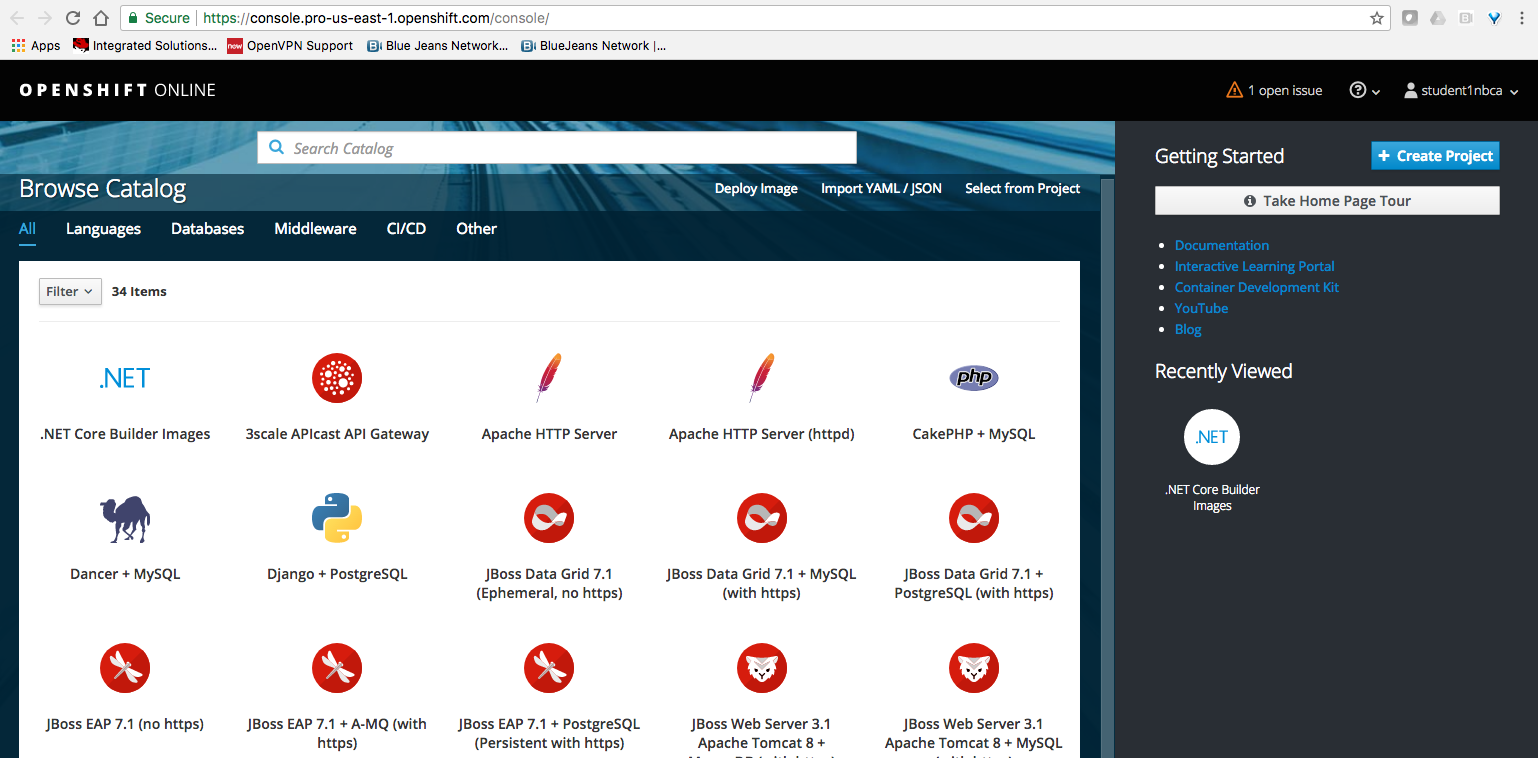 Secure https://console.pro-us-east-1.openshift.com/console/
Apps Integrated Solutions... now OpenVPN Support Blue Jeans Network... BlueJeans Network |...
OPENSHIFT ONLINE
1 open issue
student1nbca
Search Catalog
Browse Catalog
Deploy Image Import YAML / JSON Select from Project
All Languages Databases Middleware CI/CD Other
Filter 34 Items
.NET
php
.NET Core Builder Images
3scale APIcast API Gateway
Apache HTTP Server
Apache HTTP Server (httpd)
CakePHP + MySQL
Dancer + MySQL
Django + PostgreSQL
JBoss Data Grid 7.1
(Ephemeral, no https)
JBoss Data Grid 7.1 + MySQL
(with https)
JBoss Data Grid 7.1 +
PostgreSQL (with https)
JBoss EAP 7.1 (no https)
JBoss EAP 7.1 + A-MQ (with
https)
JBoss EAP 7.1 + PostgreSQL
(Persistent with https)
JBoss Web Server 3.1
Apache Tomcat 8 +
JBoss Web Server 3.1
Apache Tomcat 8 + MySQL
Getting Started
+ Create Project
Take Home Page Tour
Documentation
Interactive Learning Portal
Container Development Kit
YouTube
Blog
Recently Viewed
.NET
.NET Core Builder
Images